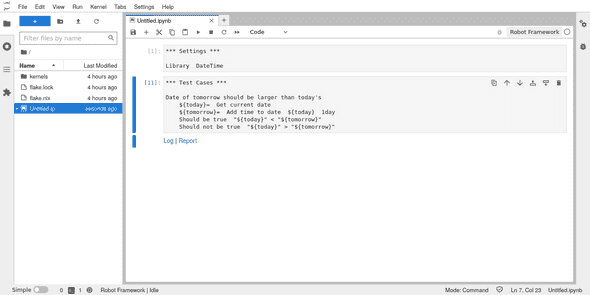 File Edit View Run Kernel Tabs Settings Help
Untitled.ipynb
Filter files by name
Code
Robot Framework
/
Name Last Modified
kernels 4 hours ago
flake.lock 4 hours ago
flake.nix 4 hours ago
Untitled.ip seconds ago
[1]: *** Settings ***
Library DateTime
[11]: *** Test Cases ***
Date of tomorrow should be larger than today's
${today}= Get current date
${tomorrow}= Add time to date ${today} 1day
Should be true "${today}" < "${tomorrow}"
Should not be true "${today}" > "${tomorrow}"
Log | Report
Simple 0 1 Robot Framework | Idle Mode: Command Ln 7, Col 23 Untitled.ipynb